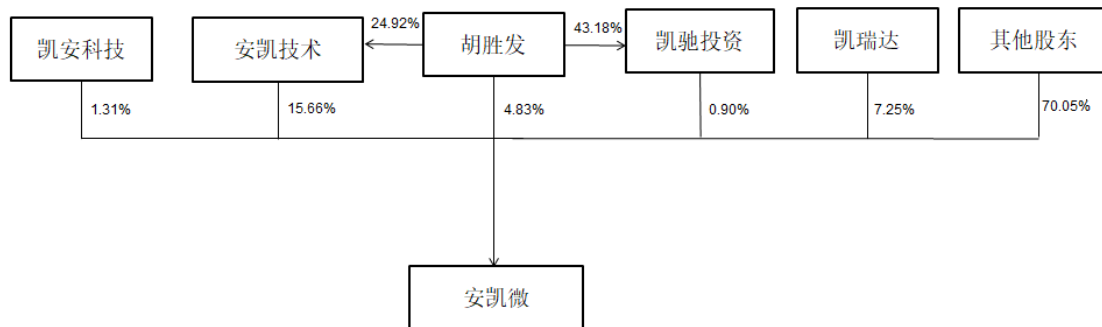 24.92%
43.18%
凯安科技
安凯技术
胡胜发
凯驰投资
凯瑞达
其他股东
1.31%
15.66%
4.83%
0.90%
7.25%
70.05%
安凯微